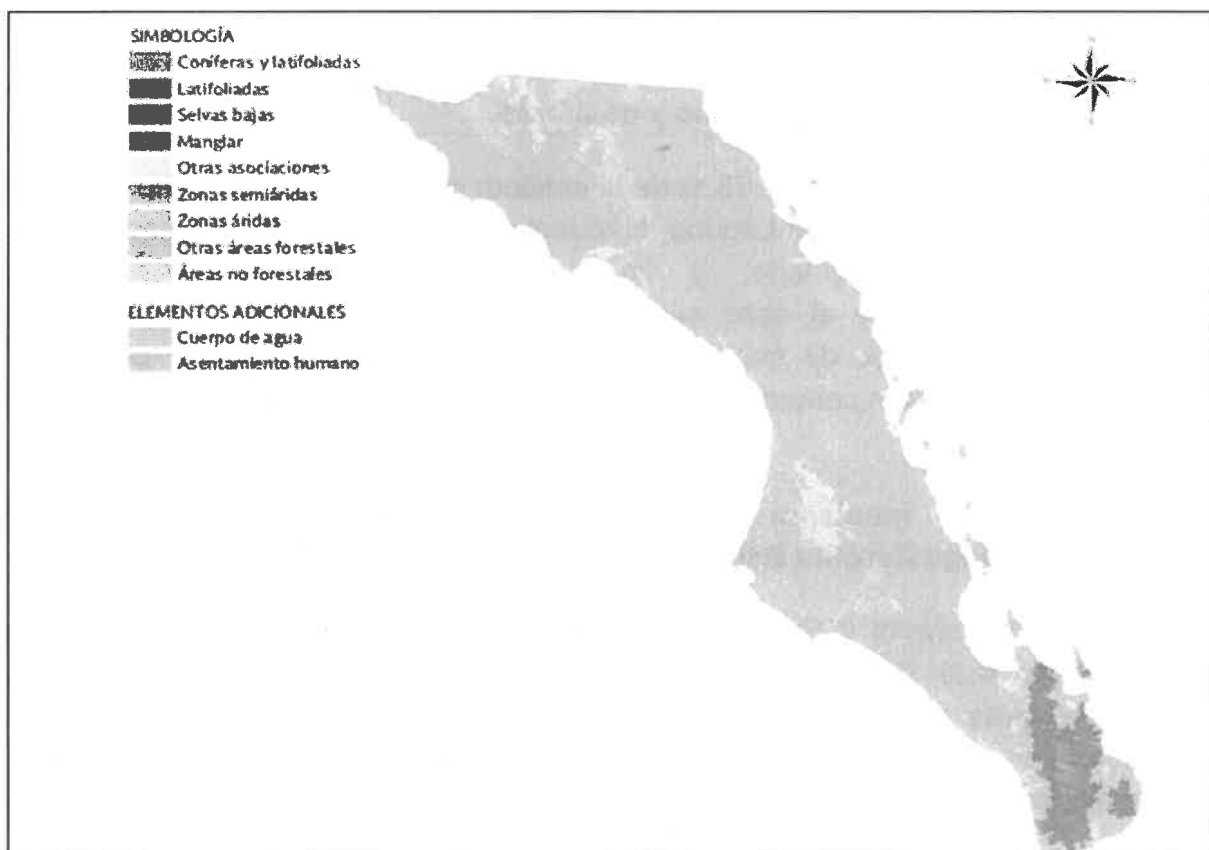 SIMBOLOGÍA
Coníferas y latifoliadas
Latifoliadas
Selvas bajas
Manglar
Otras asociaciones
Zonas semiáridas
Zonas áridas
Otras áreas forestales
Áreas no forestales
ELEMENTOS ADICIONALES
Cuerpo de agua
Asentamiento humano